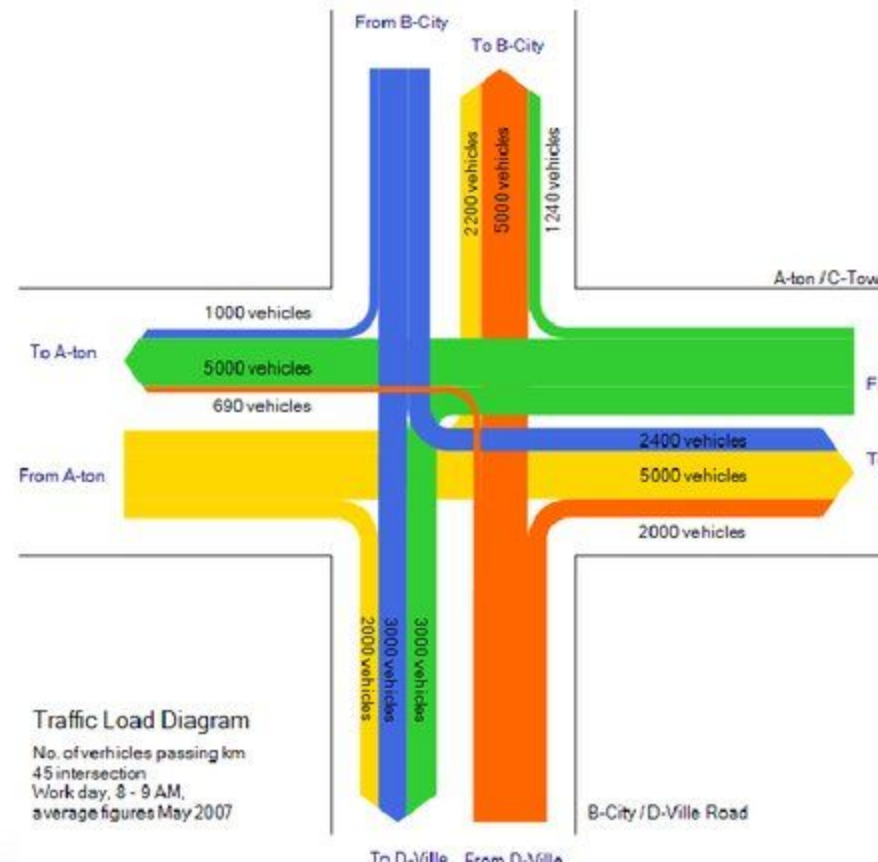 From B-City
To B-City
2200 vehicles
5000 vehicles
1240 vehicles
A-ton / C-Tow
1000 vehicles
To A-ton
5000 vehicles
F
690 vehicles
2400 vehicles
T
From A-ton
5000 vehicles
2000 vehicles
2000 vehicles
3000 vehicles
3000 vehicles
Traffic Load Diagram
No. of verhicles passing km
45 intersection
Work day, 8 - 9 AM,
average figures May 2007
B-City / D-Ville Road
To D-Ville From D-Ville